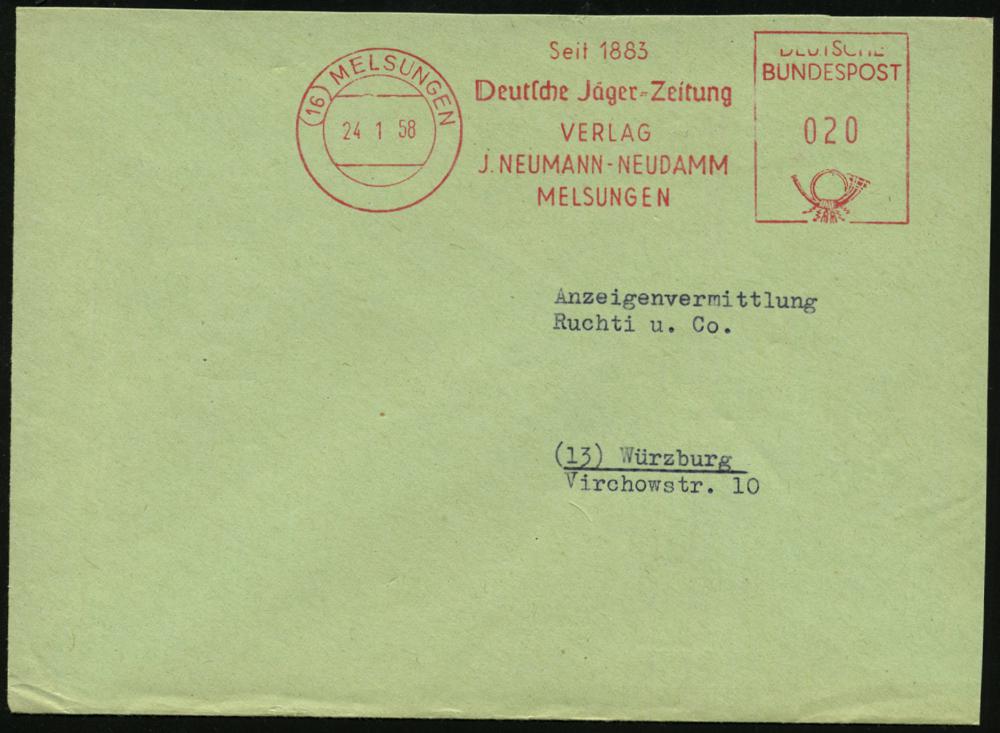 (16) MELSUNGEN
24 1 58
Seit 1883
Deutsche Jäger-Zeitung
VERLAG
J. NEUMANN-NEUDAMM
MELSUNGEN
DEUTSCHE
BUNDESPOST
020
Anzeigenvermittlung
Ruchti u. Co.
(13) Würzburg
Virchowstr. 10